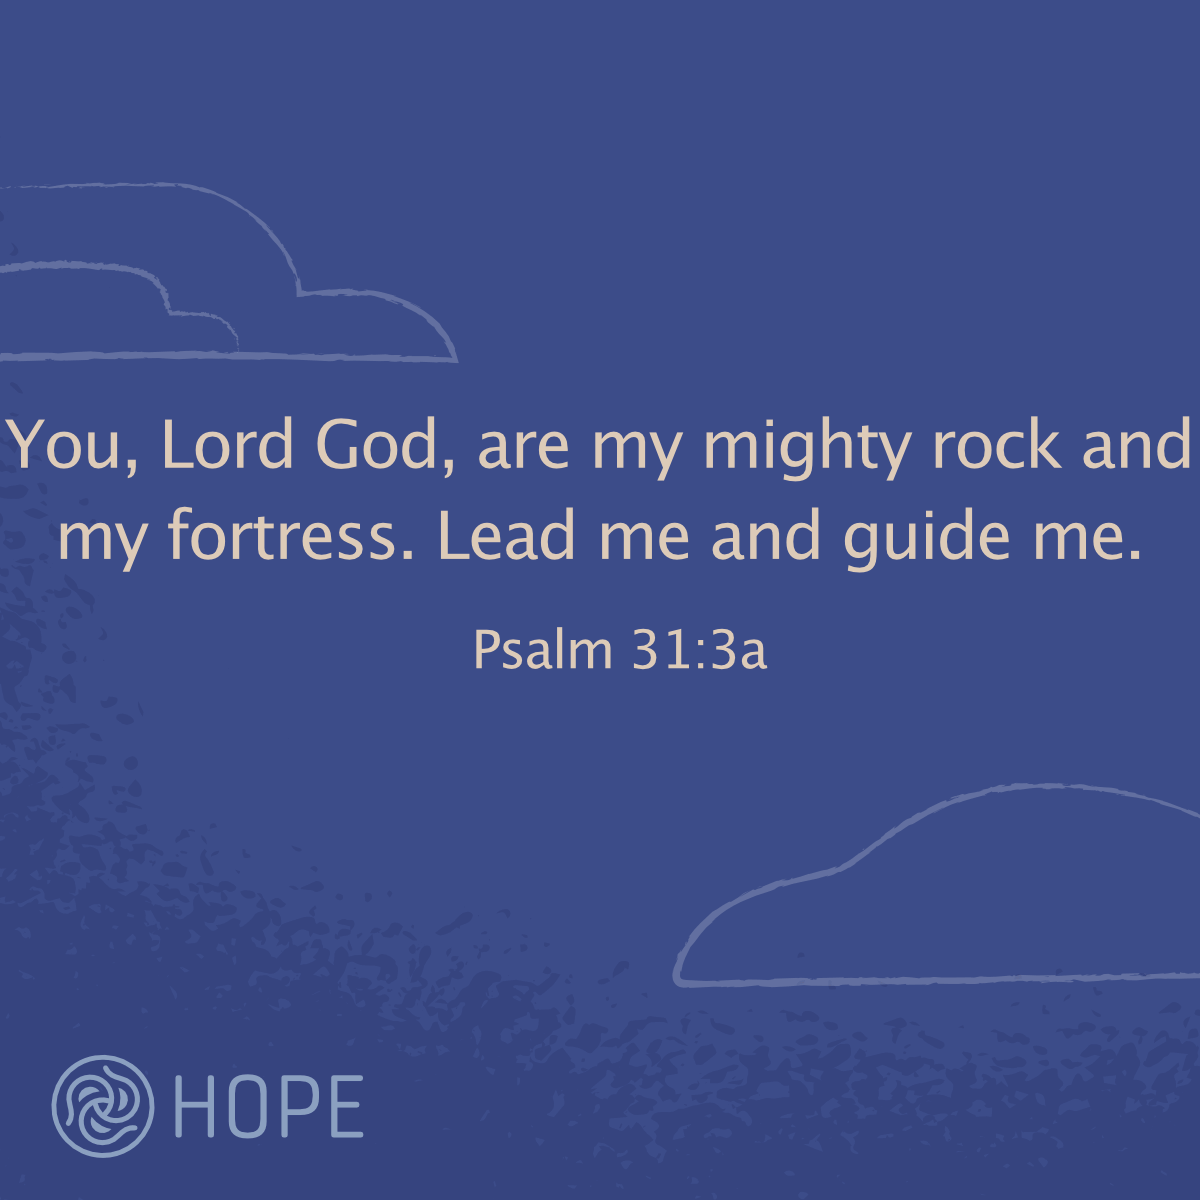 You, Lord God, are my mighty rock and
my fortress. Lead me and guide me.
Psalm 31:3a
HOPE